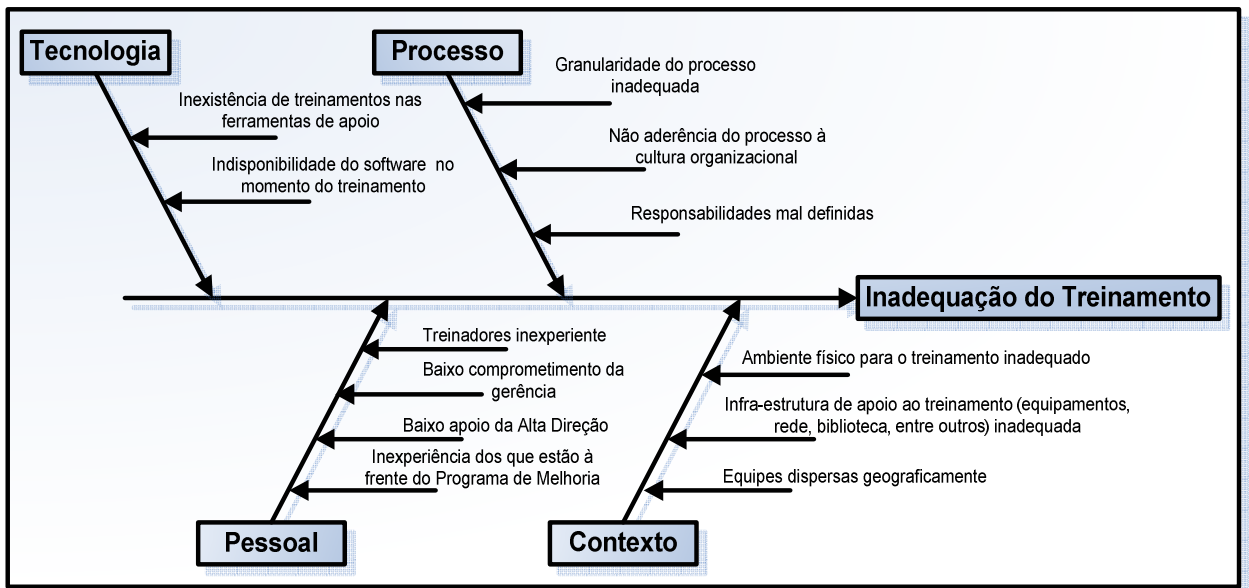 Tecnologia
Inexistência de treinamentos nas
ferramentas de apoio
Indisponibilidade do software no
momento do treinamento
Processo
Granularidade do processo
inadequada
Não aderência do processo à
cultura organizacional
Responsabilidades mal definidas
Inadequação do Treinamento
Treinadores inexperiente
Baixo comprometimento da
gerência
Baixo apoio da Alta Direção
Inexperiência dos que estão à
frente do Programa de Melhoria
Pessoal
Ambiente físico para o treinamento inadequado
Infra-estrutura de apoio ao treinamento (equipamentos,
rede, biblioteca, entre outros) inadequada
Equipes dispersas geograficamente
Contexto